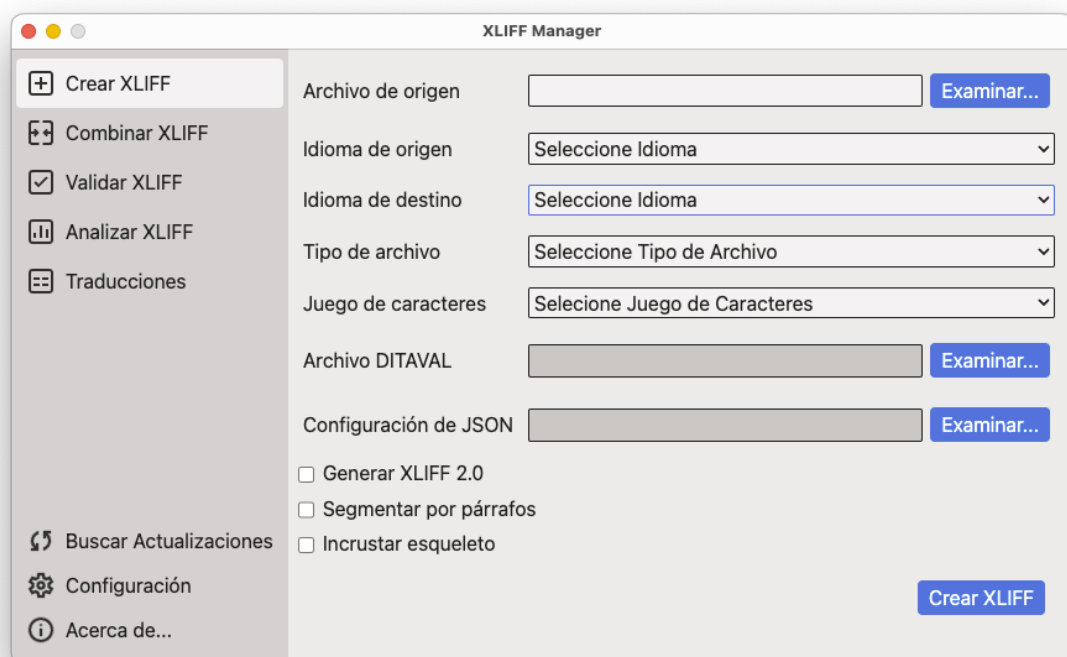 XLIFF Manager
Crear XLIFF
Combinar XLIFF
Validar XLIFF
Analizar XLIFF
Traducciones
Buscar Actualizaciones
Configuración
Acerca de...
Archivo de origen
Examinar...
Idioma de origen
Seleccione Idioma
Idioma de destino
Seleccione Idioma
Tipo de archivo
Seleccione Tipo de Archivo
Juego de caracteres
Selecione Juego de Caracteres
Archivo DITAVAL
Examinar...
Configuración de JSON
Examinar...
Generar XLIFF 2.0
Segmentar por párrafos
Incrustar esqueleto
Crear XLIFF